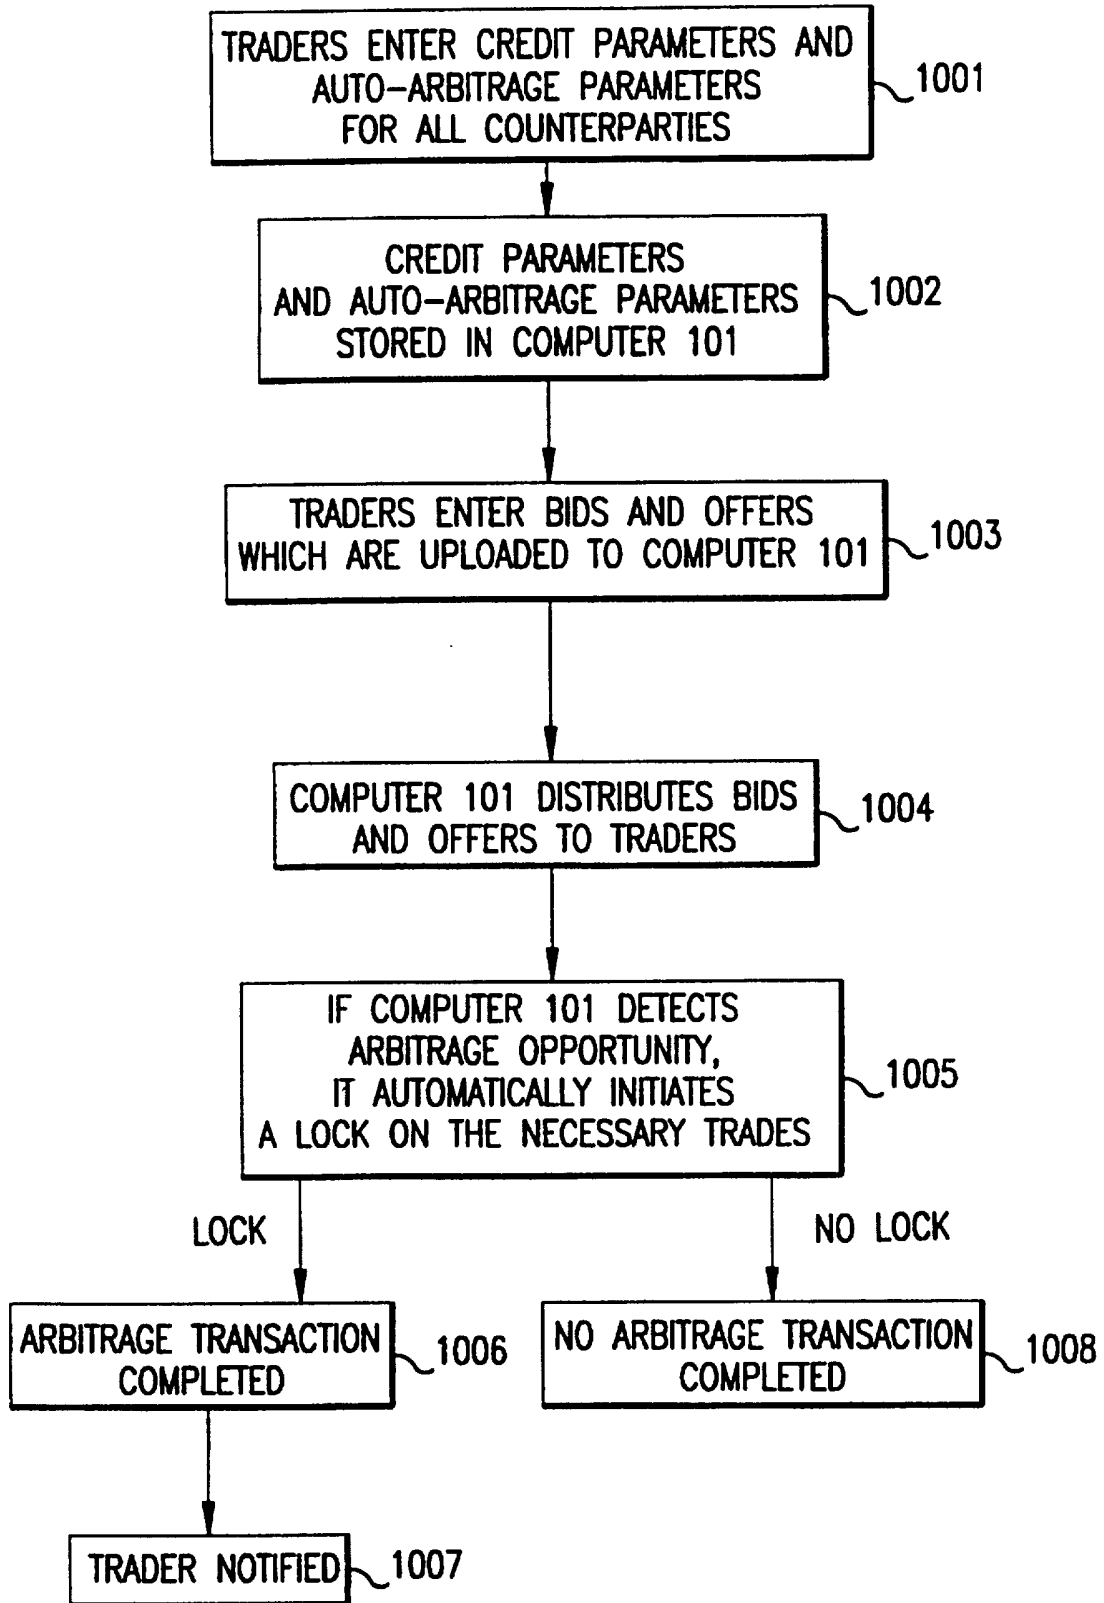 TRADERS ENTER CREDIT PARAMETERS AND
AUTO-ARBITRAGE PARAMETERS
FOR ALL COUNTERPARTIES
1001
CREDIT PARAMETERS
AND AUTO-ARBITRAGE PARAMETERS
STORED IN COMPUTER 101
1002
TRADERS ENTER BIDS AND OFFERS
WHICH ARE UPLOADED TO COMPUTER 101
1003
COMPUTER 101 DISTRIBUTES BIDS
AND OFFERS TO TRADERS
1004
IF COMPUTER 101 DETECTS
ARBITRAGE OPPORTUNITY,
IT AUTOMATICALLY INITIATES
A LOCK ON THE NECESSARY TRADES
1005
LOCK
NO LOCK
ARBITRAGE TRANSACTION
COMPLETED
1006
NO ARBITRAGE TRANSACTION
COMPLETED
1008
TRADER NOTIFIED
1007